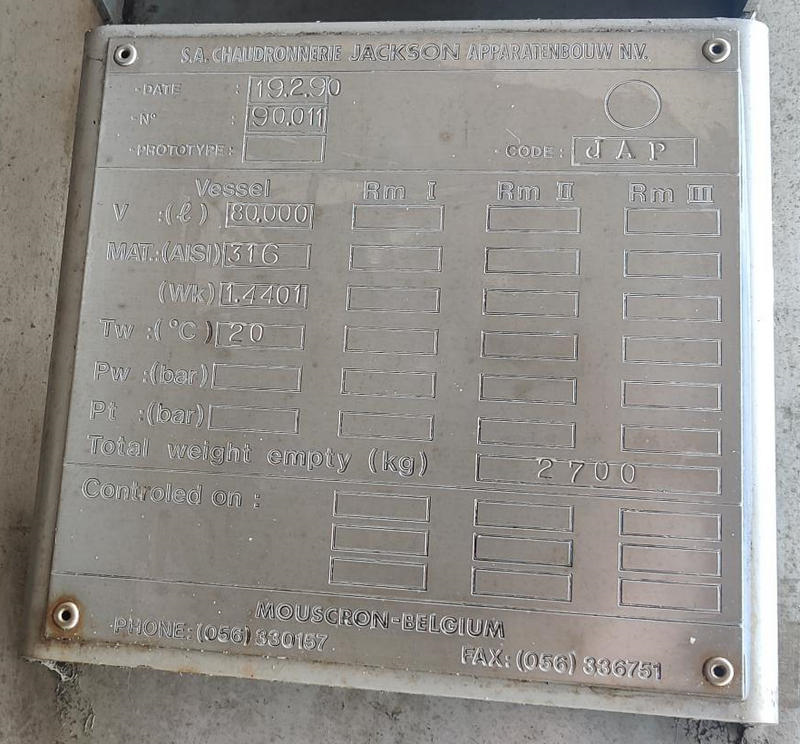 S.A. CHAUDRONNERIE JACKSON APPARATENBOUW N.V.
·DATE : 19.2.90
·N° : 90.011
·PROTOTYPE :
·CODE : JAP
Vessel Rm I Rm II Rm III
V :(ℓ) 80.000
MAT.:(AISI) 316
(Wk) 1.4401
Tw :(°C) 20
Pw :(bar)
Pt :(bar)
Total weight empty (kg) 2700
Controled on :
MOUSCRON-BELGIUM
·PHONE: (056) 330157
FAX: (056) 336751